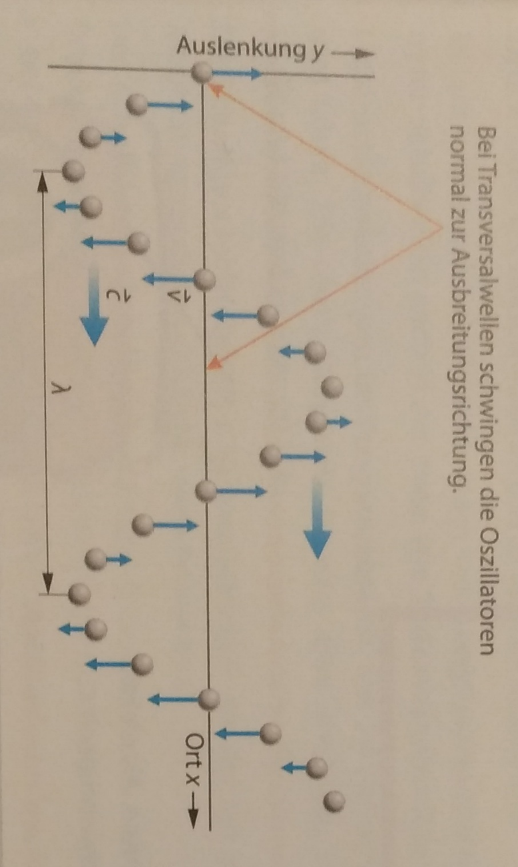 Bei Transversalwellen schwingen die Oszillatoren
normal zur Ausbreitungsrichtung.
Auslenkung y
v
c
λ
Ort x